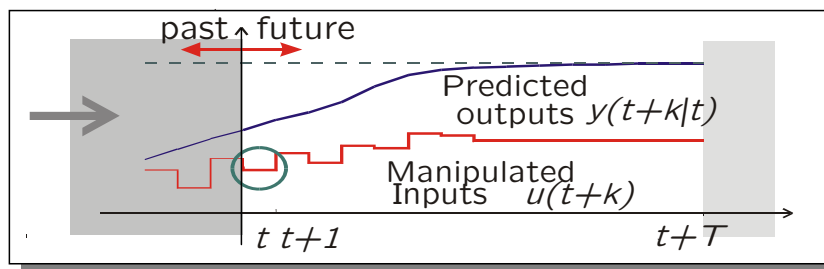 past future
Predicted
outputs y(t+k|t)
Manipulated
Inputs u(t+k)
t t+1 t+T